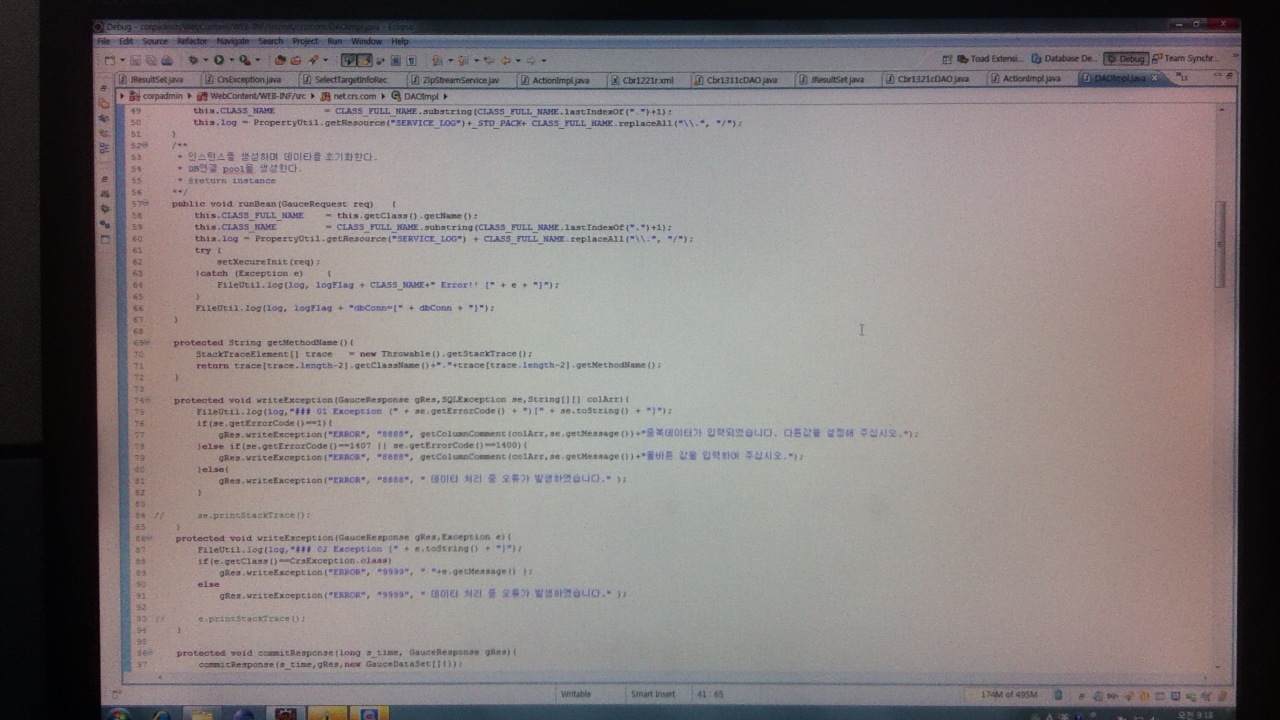 Debug - corpadmin/WebContent/WEB-INF/src/net/crs/com/DAOImpl.java - Eclipse
File Edit Source Refactor Navigate Search Project Run Window Help
Toad Extensi... Database De... Debug Team Synchr...
JResultSet.java CrsException.java SelectTargetInfoRec. ZipStreamService.jav ActionImpl.java Cbr1221r.xml Cbr1311cDAO.java JResultSet.java Cbr1321cDAO.java ActionImpl.java DAOImpl.java
corpadmin WebContent/WEB-INF/src net.crs.com DAOImpl
49 this.CLASS_NAME = CLASS_FULL_NAME.substring(CLASS_FULL_NAME.lastIndexOf(".")+1);
50 this.log = PropertyUtil.getResource("SERVICE_LOG")+_STD_PACK+ CLASS_FULL_NAME.replaceAll("\\.", "/");
51 }
52 /**
53 * 인스턴스를 생성하며 데이타를 초기화한다.
54 * DB연결 pool을 생성한다.
55 * @return instance
56 **/
57 public void runBean(GauceRequest req) {
58 this.CLASS_FULL_NAME = this.getClass().getName();
59 this.CLASS_NAME = CLASS_FULL_NAME.substring(CLASS_FULL_NAME.lastIndexOf(".")+1);
60 this.log = PropertyUtil.getResource("SERVICE_LOG") + CLASS_FULL_NAME.replaceAll("\\.", "/");
61 try {
62 setXecureInit(req);
63 }catch (Exception e) {
64 FileUtil.log(log, logFlag + CLASS_NAME+" Error!! [" + e + "]");
65 }
66 FileUtil.log(log, logFlag + "dbConn=[" + dbConn + "]");
67 }
68
69 protected String getMethodName(){
70 StackTraceElement[] trace = new Throwable().getStackTrace();
71 return trace[trace.length-2].getClassName()+"."+trace[trace.length-2].getMethodName();
72 }
73
74 protected void writeException(GauceResponse gRes,SQLException se,String[][] colArr){
75 FileUtil.log(log,"### 01 Exception (" + se.getErrorCode() + ")[" + se.toString() + "]");
76 if(se.getErrorCode()==1){
77 gRes.writeException("ERROR", "8888", getColumnComment(colArr,se.getMessage())+"중복데이터가 입력되었습니다. 다른값을 설정해 주십시오.");
78 }else if(se.getErrorCode()==1407 || se.getErrorCode()==1400){
79 gRes.writeException("ERROR", "8888", getColumnComment(colArr,se.getMessage())+"올바른 값을 입력하여 주십시오.");
80 }else{
81 gRes.writeException("ERROR", "8888", " 데이타 처리 중 오류가 발생하였습니다." );
82 }
83
84 // se.printStackTrace();
85 }
86 protected void writeException(GauceResponse gRes,Exception e){
87 FileUtil.log(log,"### 02 Exception [" + e.toString() + "]");
88 if(e.getClass()==CrsException.class)
89 gRes.writeException("ERROR", "9999", " "+e.getMessage() );
90 else
91 gRes.writeException("ERROR", "9999", " 데이타 처리 중 오류가 발생하였습니다." );
92
93 // e.printStackTrace();
94 }
95
96 protected void commitResponse(long s_time, GauceResponse gRes){
97 commitResponse(s_time,gRes,new GauceDataSet[]{});
Writable Smart Insert 41 : 65 174M of 495M
오전 9:18